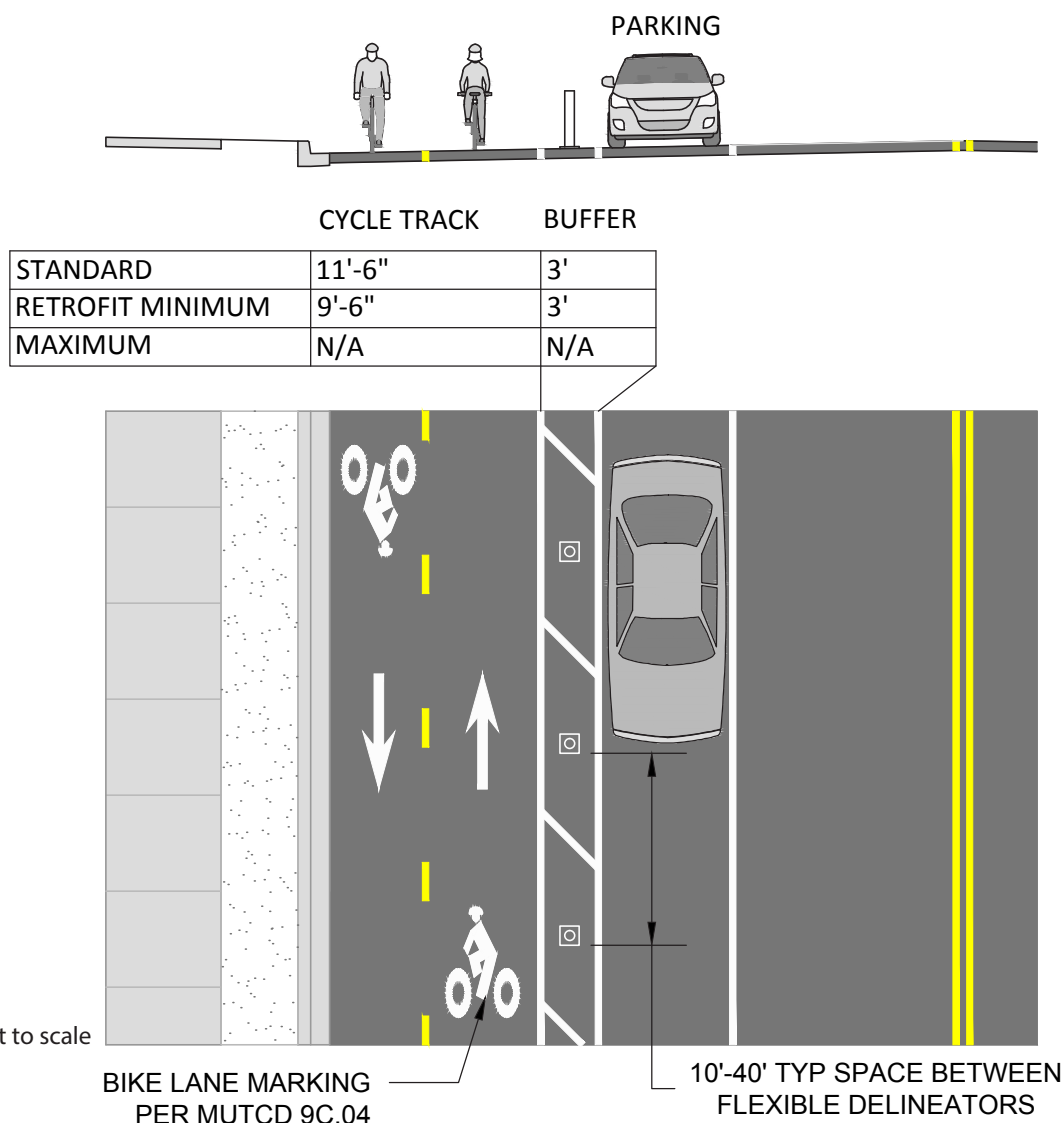 PARKING
CYCLE TRACK BUFFER
STANDARD 11'-6" 3'
RETROFIT MINIMUM 9'-6" 3'
MAXIMUM N/A N/A
t to scale
BIKE LANE MARKING
PER MUTCD 9C.04
10'-40' TYP SPACE BETWEEN
FLEXIBLE DELINEATORS